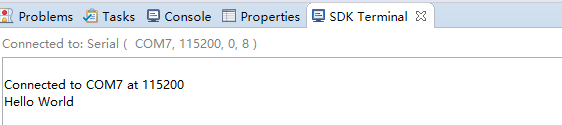 Problems Tasks Console Properties SDK Terminal
Connected to: Serial ( COM7, 115200, 0, 8 )
Connected to COM7 at 115200
Hello World